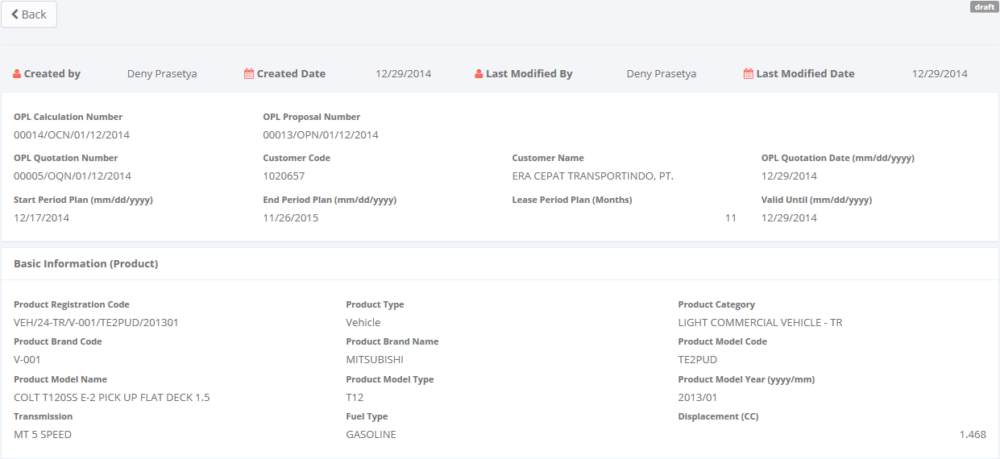 Back
draft
Created by Deny Prasetya Created Date 12/29/2014 Last Modified By Deny Prasetya Last Modified Date 12/29/2014
OPL Calculation Number OPL Proposal Number
00014/OCN/01/12/2014 00013/OPN/01/12/2014
OPL Quotation Number Customer Code Customer Name OPL Quotation Date (mm/dd/yyyy)
00005/OQN/01/12/2014 1020657 ERA CEPAT TRANSPORTINDO, PT. 12/29/2014
Start Period Plan (mm/dd/yyyy) End Period Plan (mm/dd/yyyy) Lease Period Plan (Months) Valid Until (mm/dd/yyyy)
12/17/2014 11/26/2015 11 12/29/2014
Basic Information (Product)
Product Registration Code Product Type Product Category
VEH/24-TR/V-001/TE2PUD/201301 Vehicle LIGHT COMMERCIAL VEHICLE - TR
Product Brand Code Product Brand Name Product Model Code
V-001 MITSUBISHI TE2PUD
Product Model Name Product Model Type Product Model Year (yyyy/mm)
COLT T120SS E-2 PICK UP FLAT DECK 1.5 T12 2013/01
Transmission Fuel Type Displacement (CC)
MT 5 SPEED GASOLINE 1.468